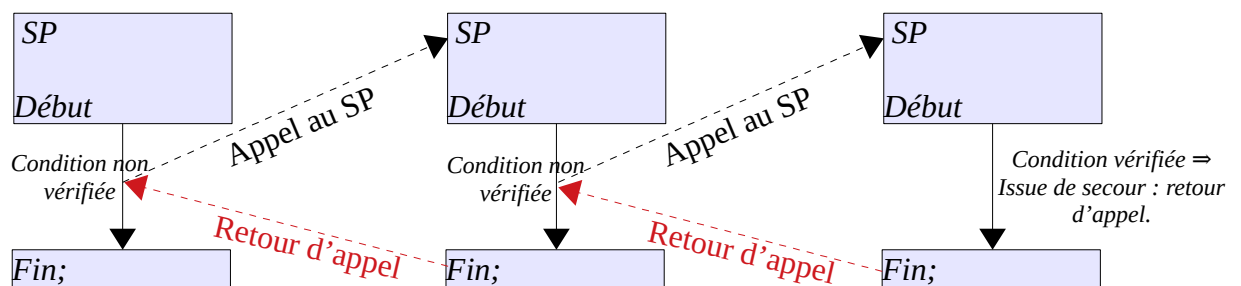 SP
Début
Condition non
vérifiée
Fin;
Appel au SP
Retour d'appel
SP
Début
Condition non
vérifiée
Fin;
Appel au SP
Retour d'appel
SP
Début
Condition vérifiée ⇒
Issue de secour : retour
d'appel.
Fin;